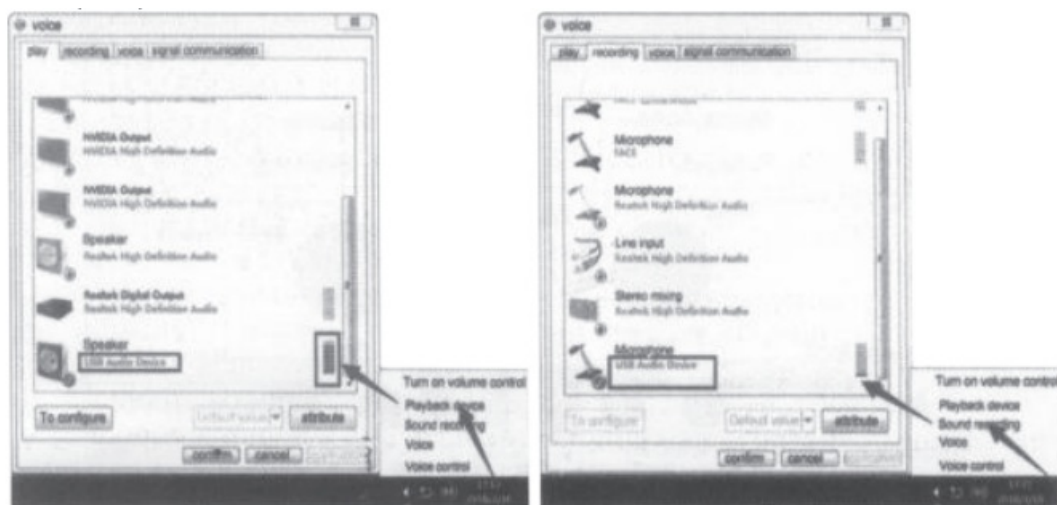 voice
play recording voice signal communication
NVIDIA Output
NVIDIA High Definition Audio
NVIDIA Output
NVIDIA High Definition Audio
Speaker
Realtek High Definition Audio
Realtek Digital Output
Realtek High Definition Audio
Speaker
USB Audio Device
To configure Default value attribute
confirm cancel
Turn on volume control
Playback device
Sound recording
Voice
Voice control
voice
play recording voice signal communication
Microphone
FACE
Microphone
Realtek High Definition Audio
Line input
Realtek High Definition Audio
Stereo mixing
Realtek High Definition Audio
Microphone
USB Audio Device
To configure Default value attribute
confirm cancel
Turn on volume control
Playback device
Sound recording
Voice
Voice control